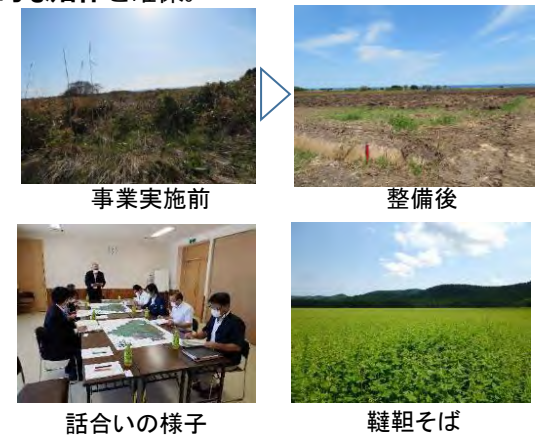 事業実施前
整備後
話合いの様子
韃靼そば